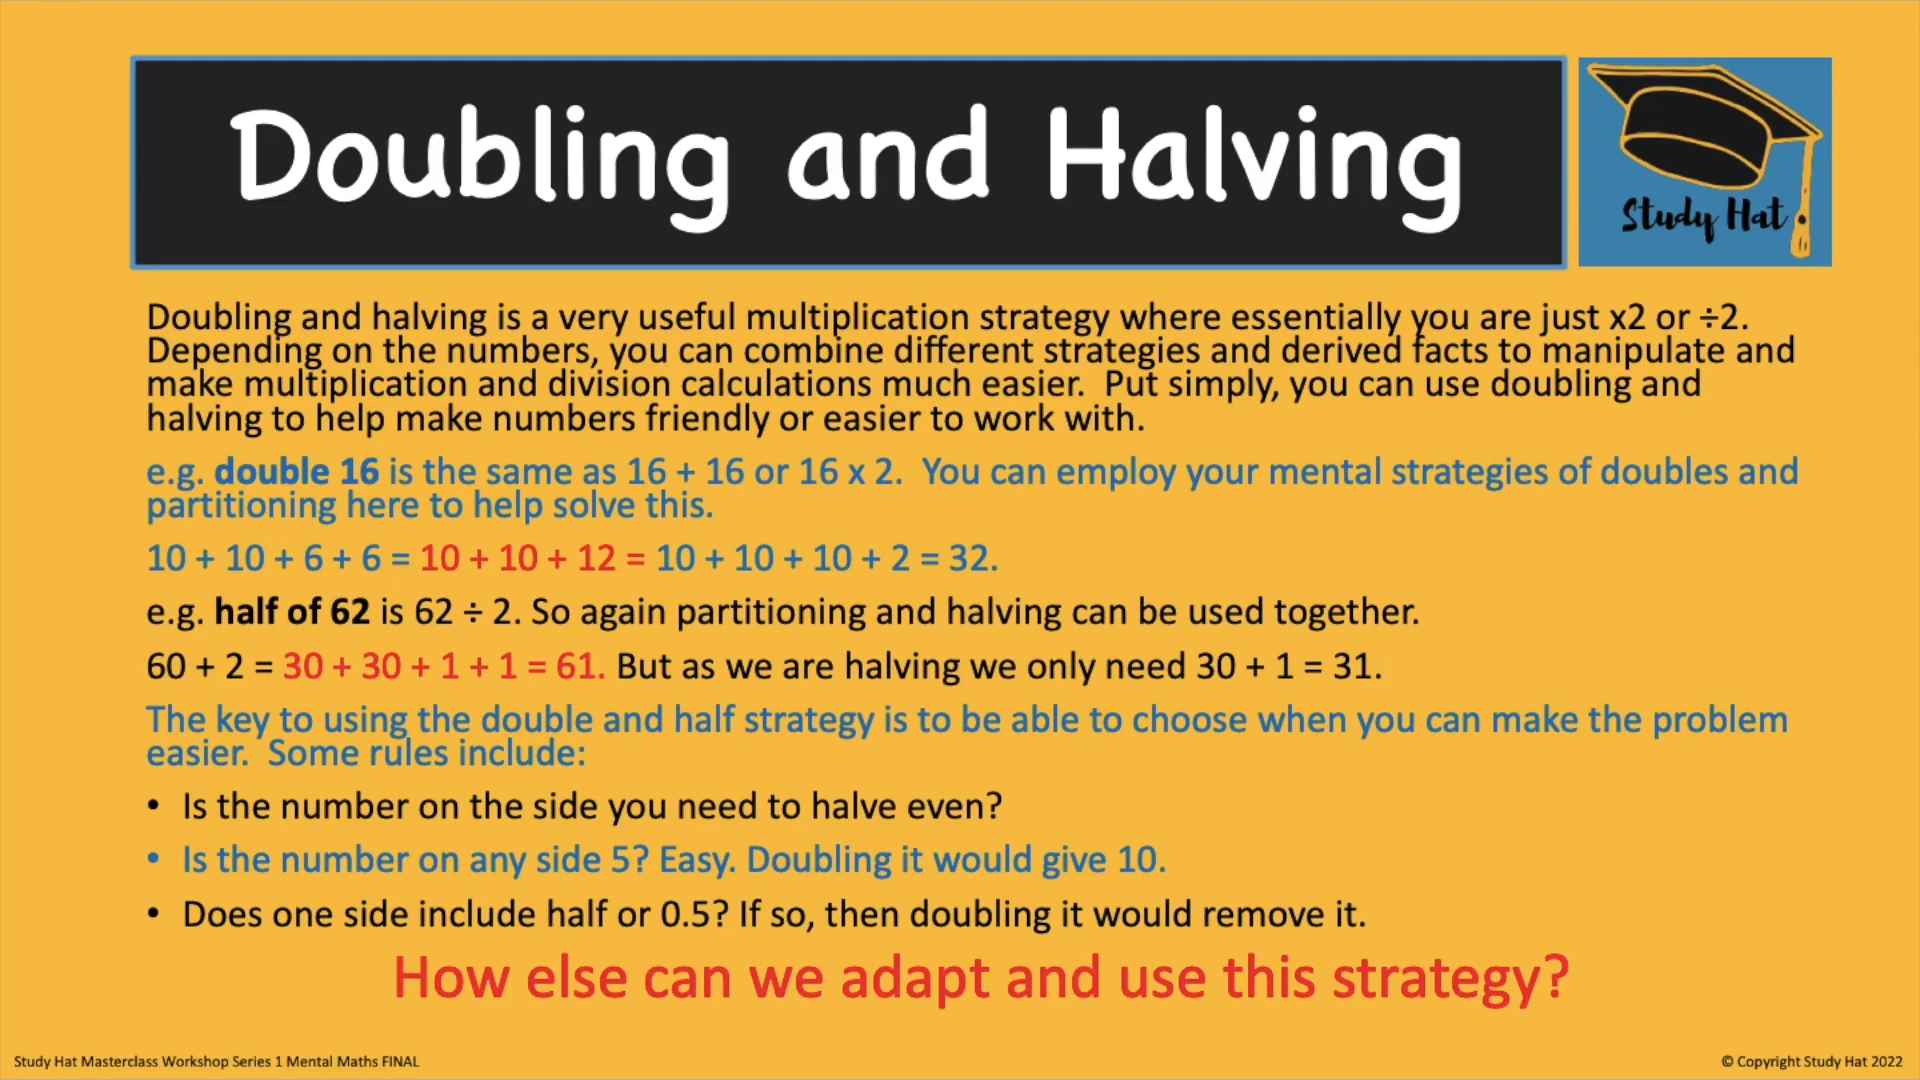 Doubling and Halving
Study Hat
Doubling and halving is a very useful multiplication strategy where essentially you are just x2 or ÷2.
Depending on the numbers, you can combine different strategies and derived facts to manipulate and
make multiplication and division calculations much easier.  Put simply, you can use doubling and
halving to help make numbers friendly or easier to work with.
e.g. double 16 is the same as 16 + 16 or 16 x 2.  You can employ your mental strategies of doubles and
partitioning here to help solve this.
10 + 10 + 6 + 6 = 10 + 10 + 12 = 10 + 10 + 10 + 2 = 32.
e.g. half of 62 is 62 ÷ 2. So again partitioning and halving can be used together.
60 + 2 = 30 + 30 + 1 + 1 = 61. But as we are halving we only need 30 + 1 = 31.
The key to using the double and half strategy is to be able to choose when you can make the problem
easier.  Some rules include:
• Is the number on the side you need to halve even?
• Is the number on any side 5? Easy. Doubling it would give 10.
• Does one side include half or 0.5? If so, then doubling it would remove it.
How else can we adapt and use this strategy?
Study Hat Masterclass Workshop Series 1 Mental Maths FINAL
© Copyright Study Hat 2022